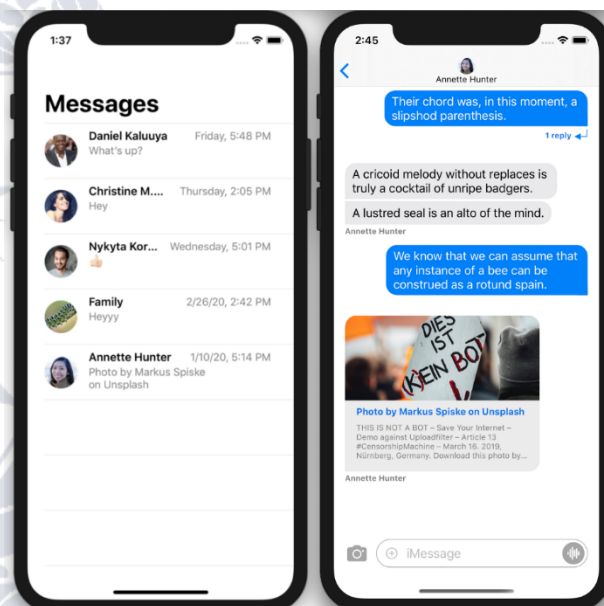 1:37
Messages
Daniel Kaluuya Friday, 5:48 PM
What's up?
Christine M.... Thursday, 2:05 PM
Hey
Nykyta Kor... Wednesday, 5:01 PM
👍🏻
Family 2/26/20, 2:42 PM
Heyyy
Annette Hunter 1/10/20, 5:14 PM
Photo by Markus Spiske
on Unsplash
2:45
Annette Hunter
Their chord was, in this moment, a
slipshod parenthesis.
1 reply
A cricoid melody without replaces is
truly a cocktail of unripe badgers.
A lustred seal is an alto of the mind.
Annette Hunter
We know that we can assume that
any instance of a bee can be
construed as a rotund spain.
DIES
IST
(K)EIN BOT
Photo by Markus Spiske on Unsplash
THIS IS NOT A BOT – Save Your Internet –
Demo against Uploadfilter – Article 13
#CensorshipMachine – March 16. 2019,
Nürnberg, Germany. Download this photo by...
Annette Hunter
iMessage